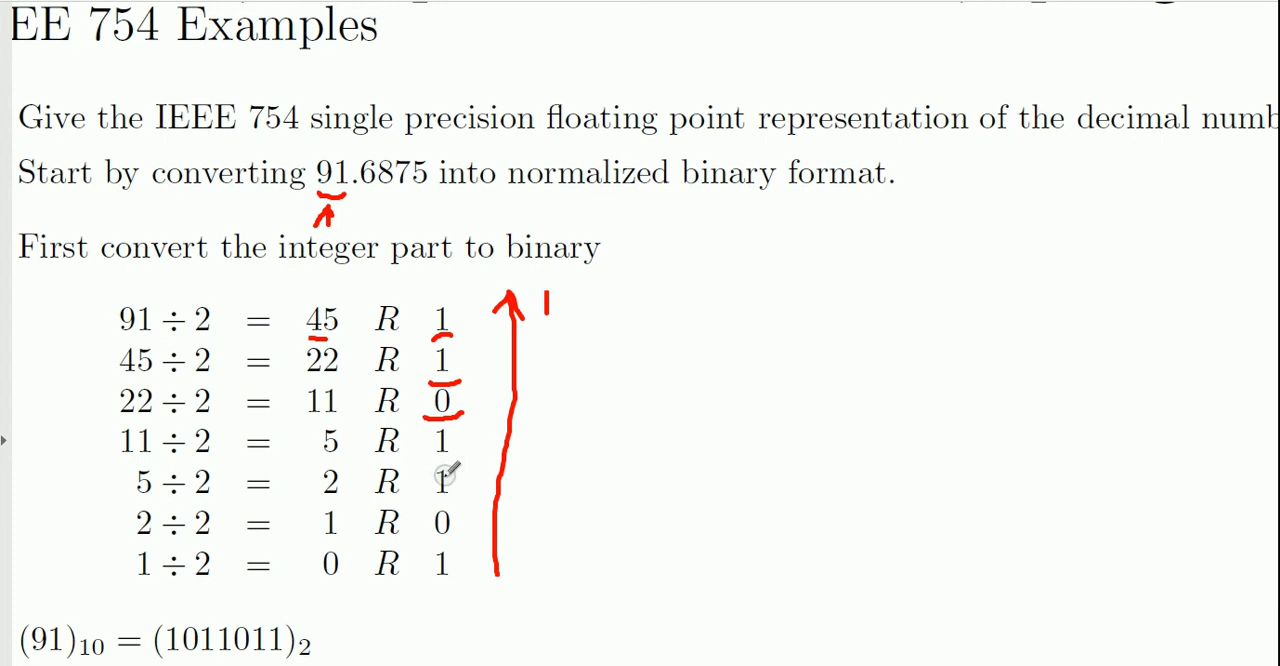 EE 754 Examples
Give the IEEE 754 single precision floating point representation of the decimal numb
Start by converting 91.6875 into normalized binary format.
First convert the integer part to binary
91 ÷ 2 = 45 R 1
45 ÷ 2 = 22 R 1
22 ÷ 2 = 11 R 0
11 ÷ 2 = 5 R 1
5 ÷ 2 = 2 R 1
2 ÷ 2 = 1 R 0
1 ÷ 2 = 0 R 1
1
(91)₁₀ = (1011011)₂